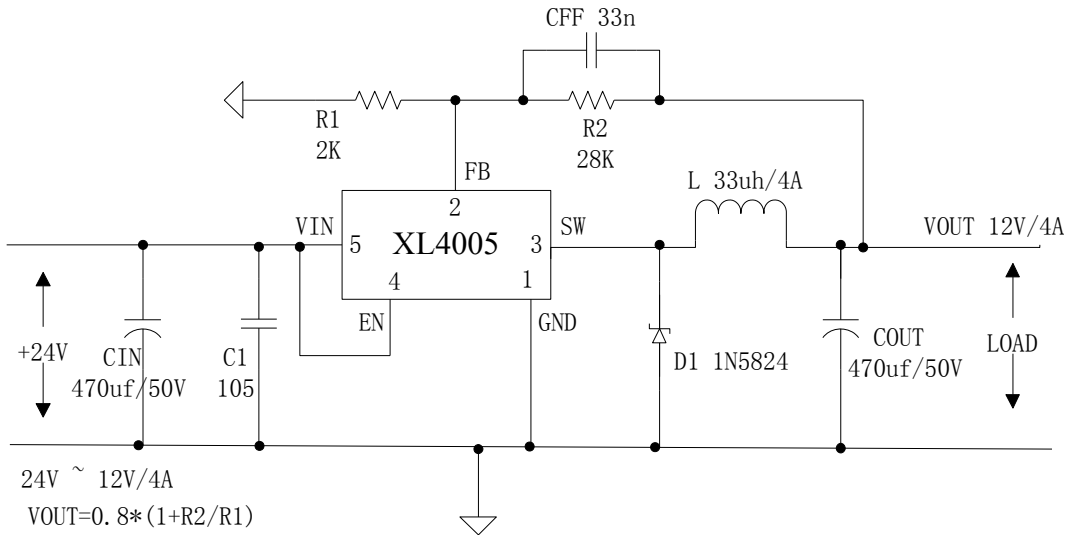 CFF 33n
R1
2K
R2
28K
FB
2
L 33uh/4A
VIN
5
XL4005
3
SW
VOUT 12V/4A
4
1
EN
GND
+24V
CIN
470uf/50V
C1
105
D1 1N5824
COUT
470uf/50V
LOAD
24V ~ 12V/4A
VOUT=0.8*(1+R2/R1)